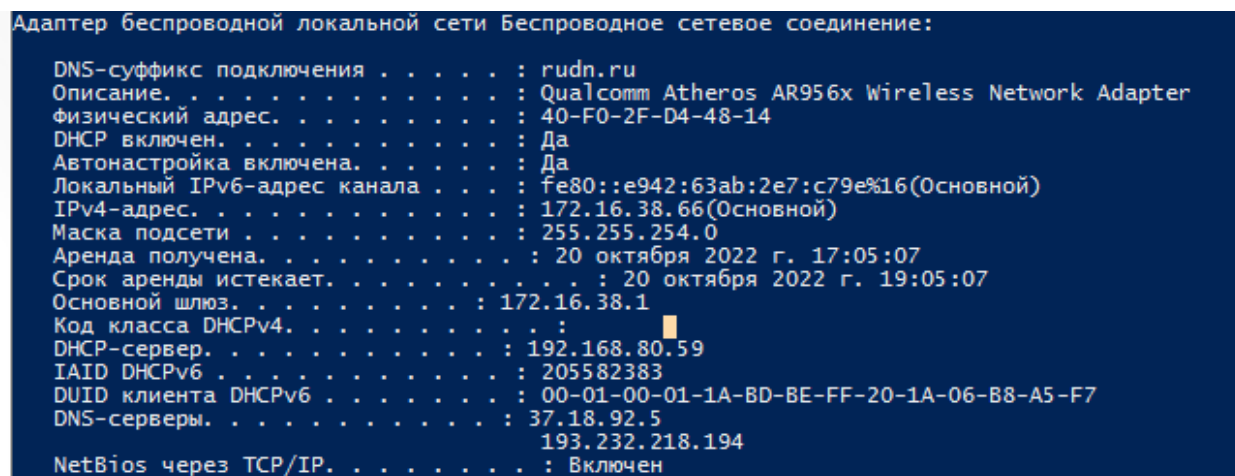 Адаптер беспроводной локальной сети Беспроводное сетевое соединение:
DNS-суффикс подключения . . . . . : rudn.ru
Описание. . . . . . . . . . . . . : Qualcomm Atheros AR956x Wireless Network Adapter
Физический адрес. . . . . . . . . : 40-F0-2F-D4-48-14
DHCP включен. . . . . . . . . . . : Да
Автонастройка включена. . . . . . : Да
Локальный IPv6-адрес канала . . . : fe80::e942:63ab:2e7:c79e%16(Основной)
IPv4-адрес. . . . . . . . . . . . : 172.16.38.66(Основной)
Маска подсети . . . . . . . . . . : 255.255.254.0
Аренда получена. . . . . . . . . . : 20 октября 2022 г. 17:05:07
Срок аренды истекает. . . . . . . . . . : 20 октября 2022 г. 19:05:07
Основной шлюз. . . . . . . . . : 172.16.38.1
Код класса DHCPv4. . . . . . . . . . :
DHCP-сервер. . . . . . . . . . . : 192.168.80.59
IAID DHCPv6 . . . . . . . . . . . : 205582383
DUID клиента DHCPv6 . . . . . . . : 00-01-00-01-1A-BD-BE-FF-20-1A-06-B8-A5-F7
DNS-серверы. . . . . . . . . . . : 37.18.92.5
193.232.218.194
NetBios через TCP/IP. . . . . . . . : Включен